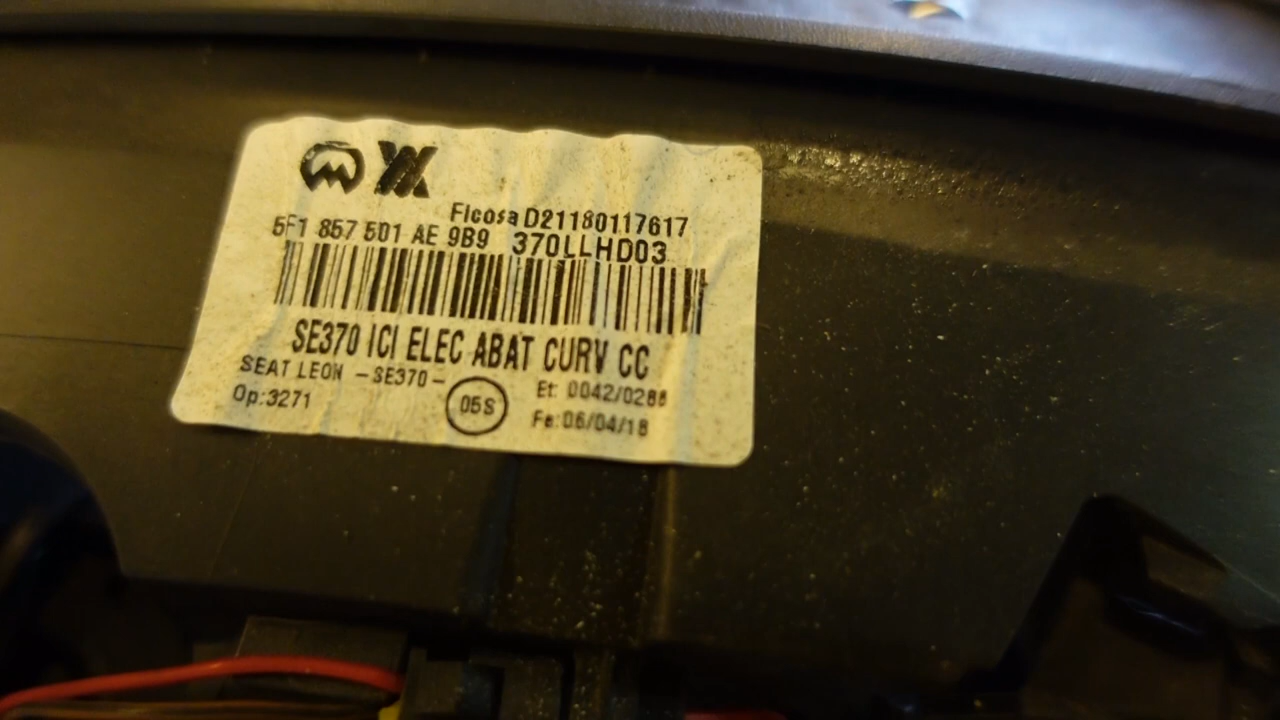 Ficosa D21180117617
5F1 857 501 AE 9B9 370LLHD03
SE370 ICI ELEC ABAT CURV CC
SEAT LEON -SE370-
Op:3271
05S
Et: 0042/0288
Fe:06/04/18